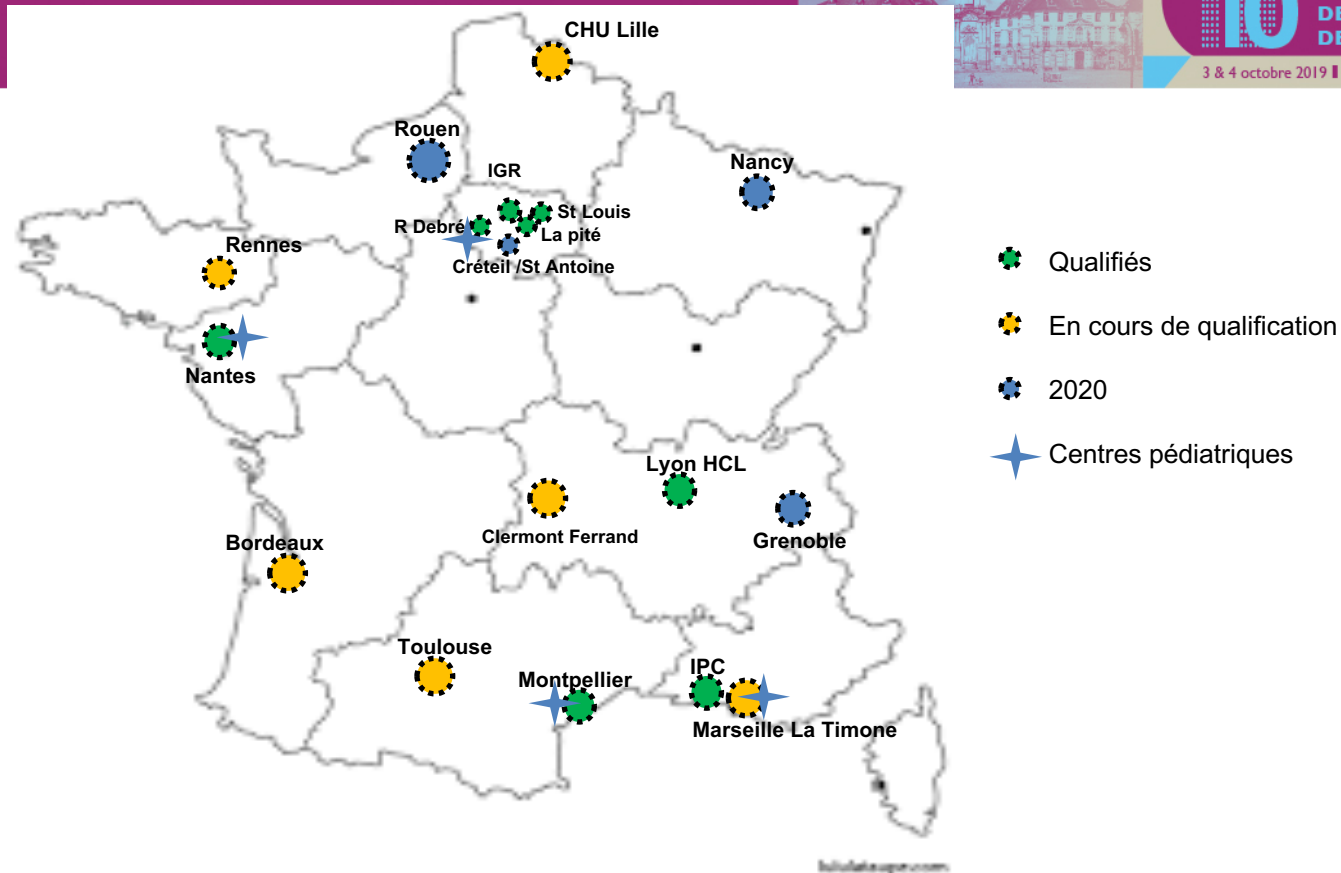 DE
DE
3 & 4 octobre 2019
CHU Lille
Rouen
Nancy
IGR
R Debré
St Louis
La pité
Créteil /St Antoine
Rennes
Nantes
Qualifiés
En cours de qualification
2020
Centres pédiatriques
Lyon HCL
Clermont Ferrand
Grenoble
Bordeaux
Toulouse
Montpellier
IPC
Marseille La Timone